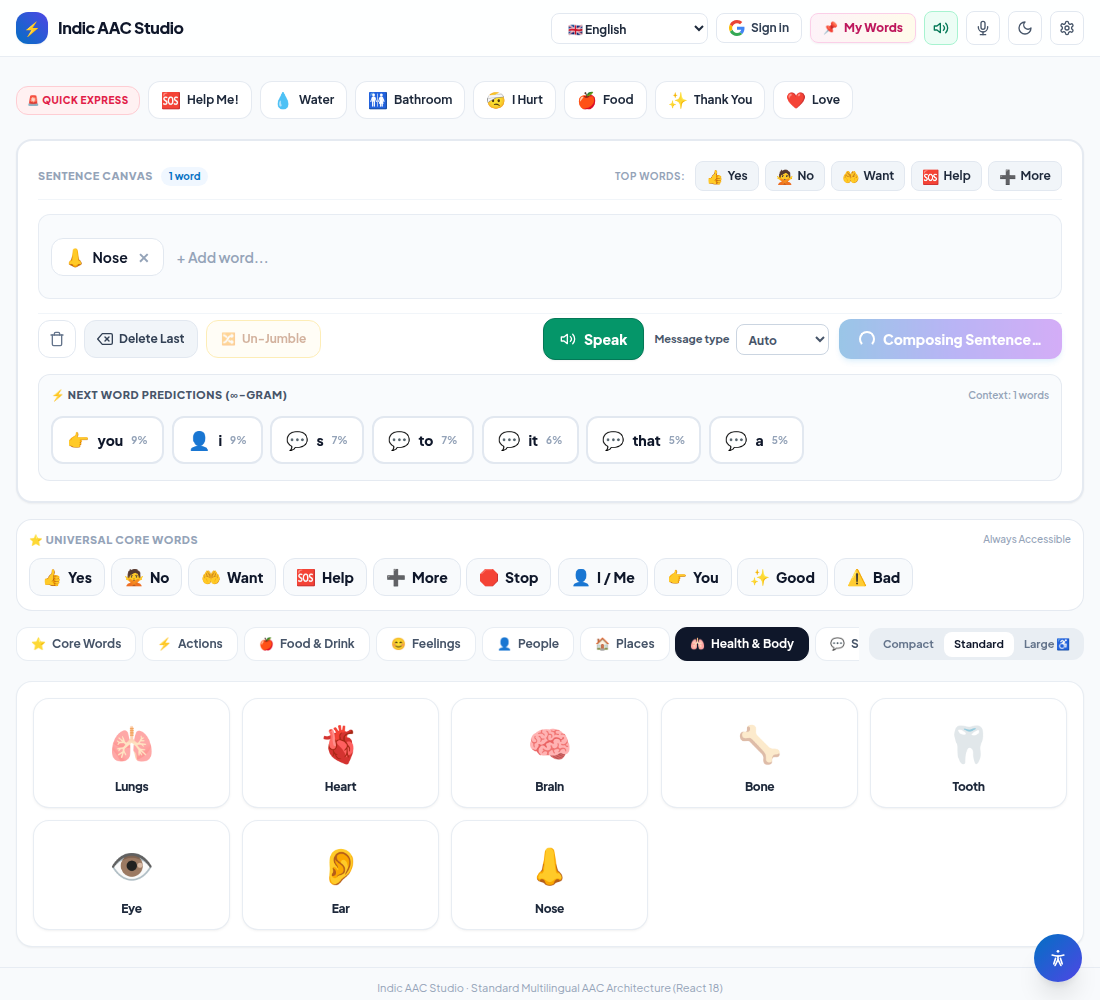 Indic AAC Studio
English
Sign in
My Words
QUICK EXPRESS
SOS Help Me!
Water
Bathroom
I Hurt
Food
Thank You
Love
SENTENCE CANVAS
1 word
TOP WORDS:
Yes
No
Want
SOS Help
More
Nose ×
+ Add word...
Delete Last
Un-Jumble
Speak
Message type
Auto
Composing Sentence...
NEXT WORD PREDICTIONS (∞-GRAM)
Context: 1 words
you 9%
i 9%
s 7%
to 7%
it 6%
that 5%
a 5%
UNIVERSAL CORE WORDS
Always Accessible
Yes
No
Want
SOS Help
More
Stop
I / Me
You
Good
Bad
Core Words
Actions
Food & Drink
Feelings
People
Places
Health & Body
S
Compact
Standard
Large
Lungs
Heart
Brain
Bone
Tooth
Eye
Ear
Nose
Indic AAC Studio · Standard Multilingual AAC Architecture (React 18)